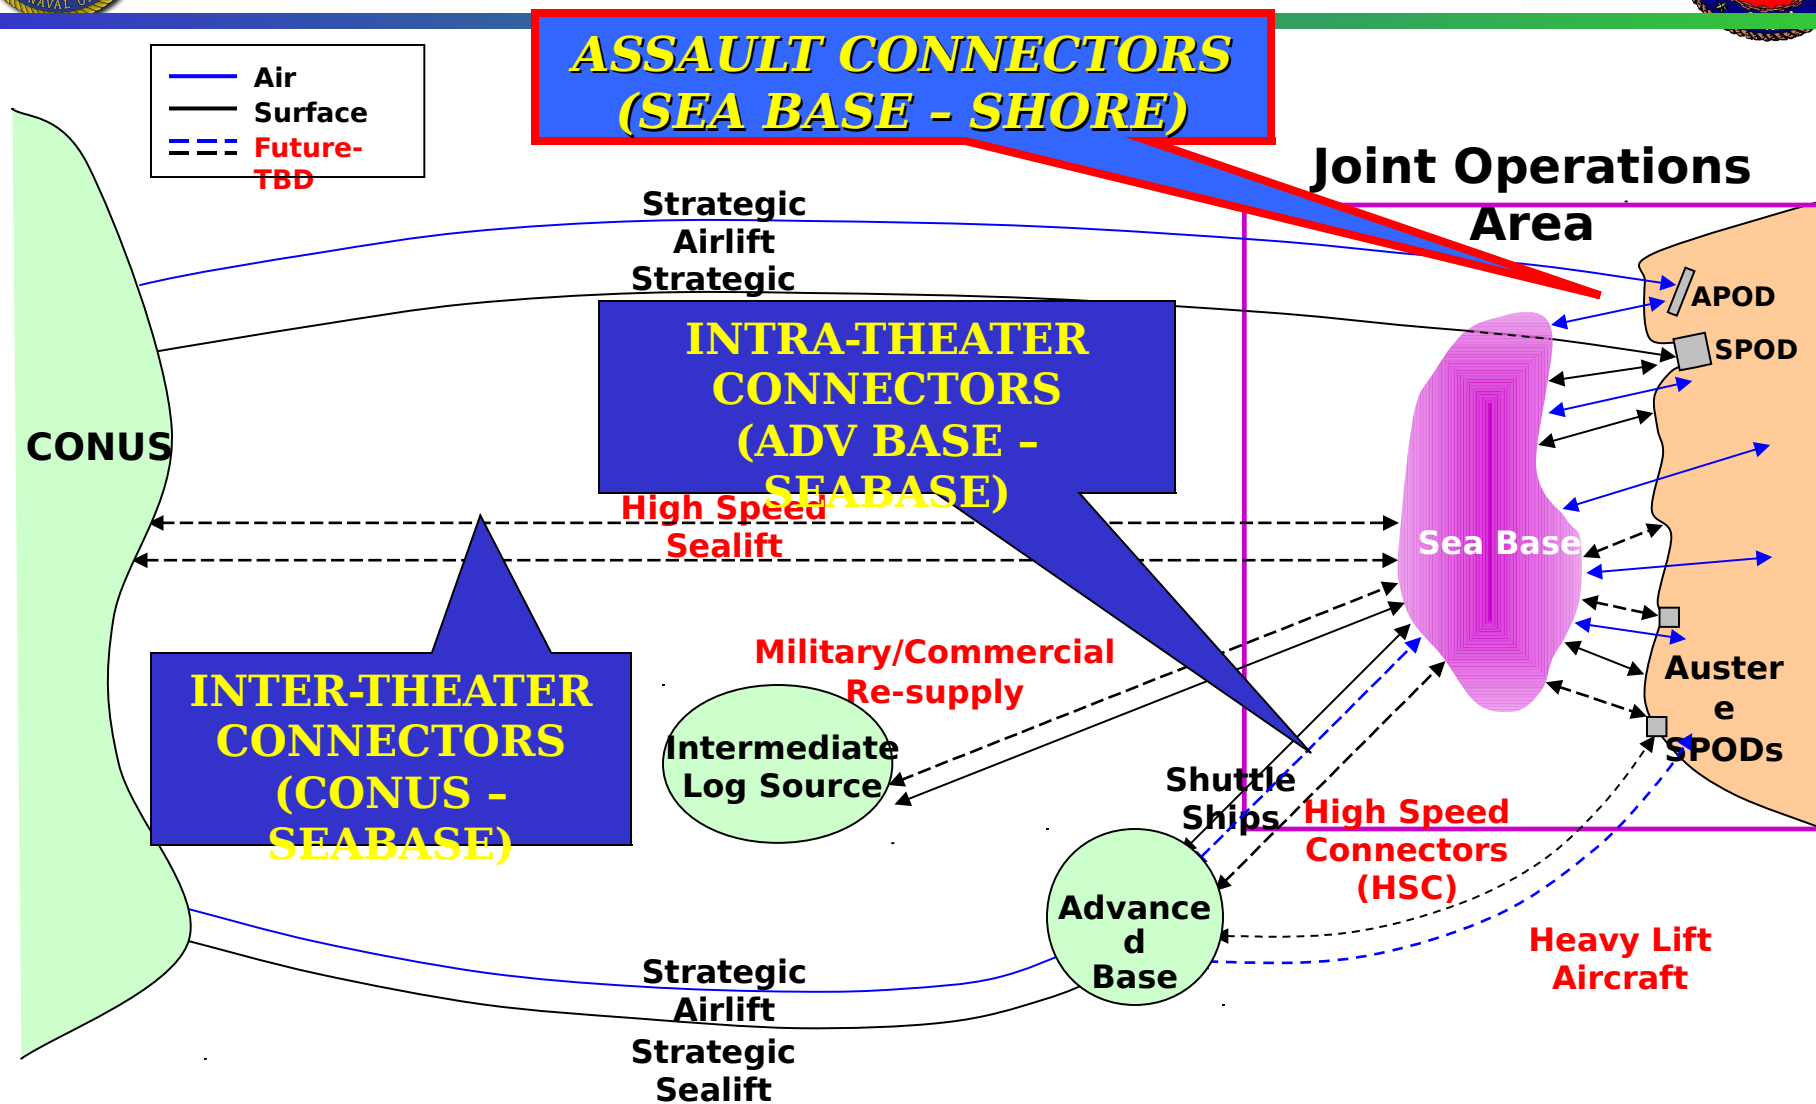 NAVAL O
ASSAULT CONNECTORS
(SEA BASE – SHORE)
Air
Surface
Future-
TBD
Joint Operations
Area
Strategic
Airlift
Strategic
APOD
SPOD
INTRA-THEATER
CONNECTORS
(ADV BASE –
SEABASE)
CONUS
High Speed
Sealift
Sea Base
INTER-THEATER
CONNECTORS
(CONUS –
SEABASE)
Military/Commercial
Re-supply
Intermediate
Log Source
Auster
e
SPODs
Shuttle
Ships
High Speed
Connectors
(HSC)
Advance
d
Base
Heavy Lift
Aircraft
Strategic
Airlift
Strategic
Sealift